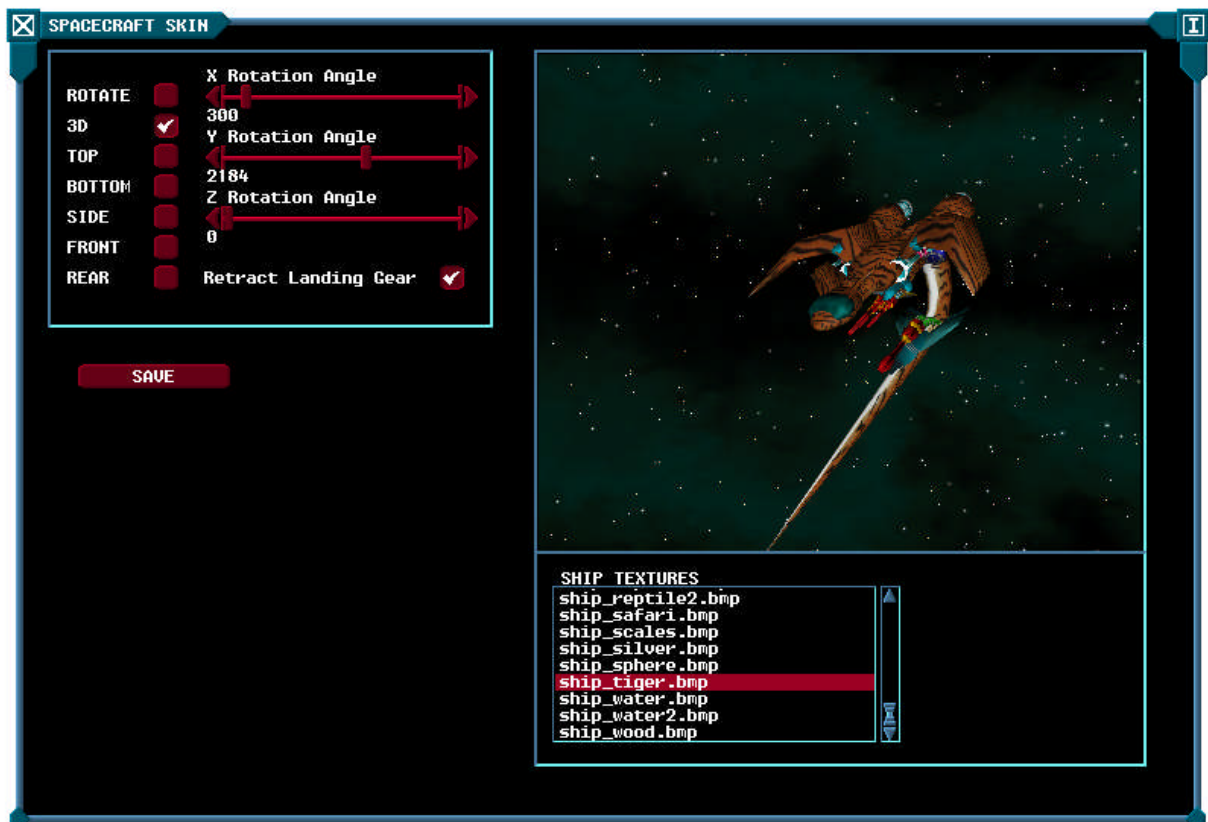 SPACECRAFT SKIN
I
ROTATE
3D
TOP
BOTTOM
SIDE
FRONT
REAR
X Rotation Angle
300
Y Rotation Angle
2184
Z Rotation Angle
0
Retract Landing Gear
SAVE
SHIP TEXTURES
ship_reptile2.bmp
ship_safari.bmp
ship_scales.bmp
ship_silver.bmp
ship_sphere.bmp
ship_tiger.bmp
ship_water.bmp
ship_water2.bmp
ship_wood.bmp